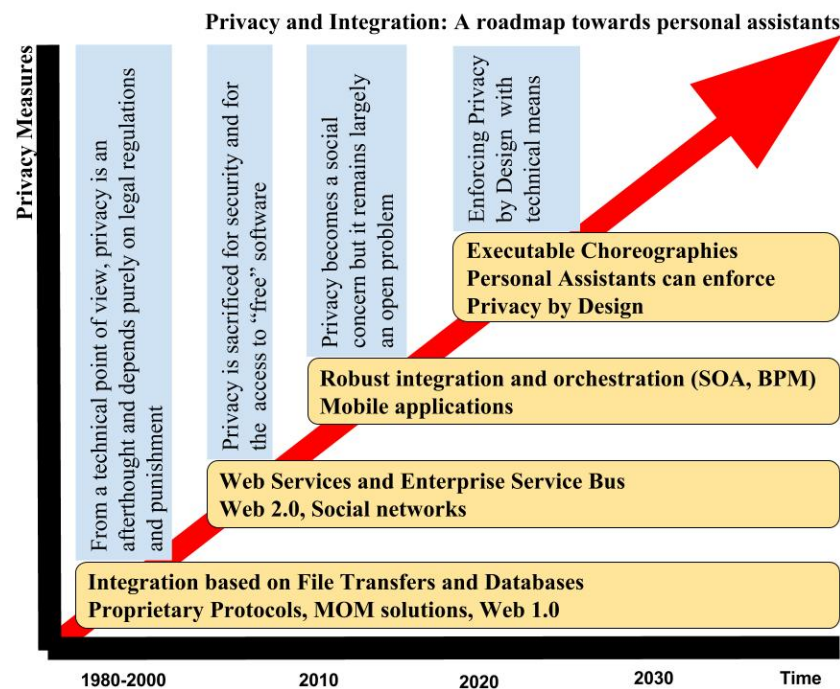 Privacy and Integration: A roadmap towards personal assistants
Privacy Measures
From a technical point of view, privacy is an
afterthought and depends purely on legal regulations
and punishment
Privacy is sacrificed for security and for
the access to “free” software
Privacy becomes a social
concern but it remains largely
an open problem
Enforcing Privacy
by Design with
technical means
Executable Choreographies
Personal Assistants can enforce
Privacy by Design
Robust integration and orchestration (SOA, BPM)
Mobile applications
Web Services and Enterprise Service Bus
Web 2.0, Social networks
Integration based on File Transfers and Databases
Proprietary Protocols, MOM solutions, Web 1.0
1980-2000 2010 2020 2030 Time